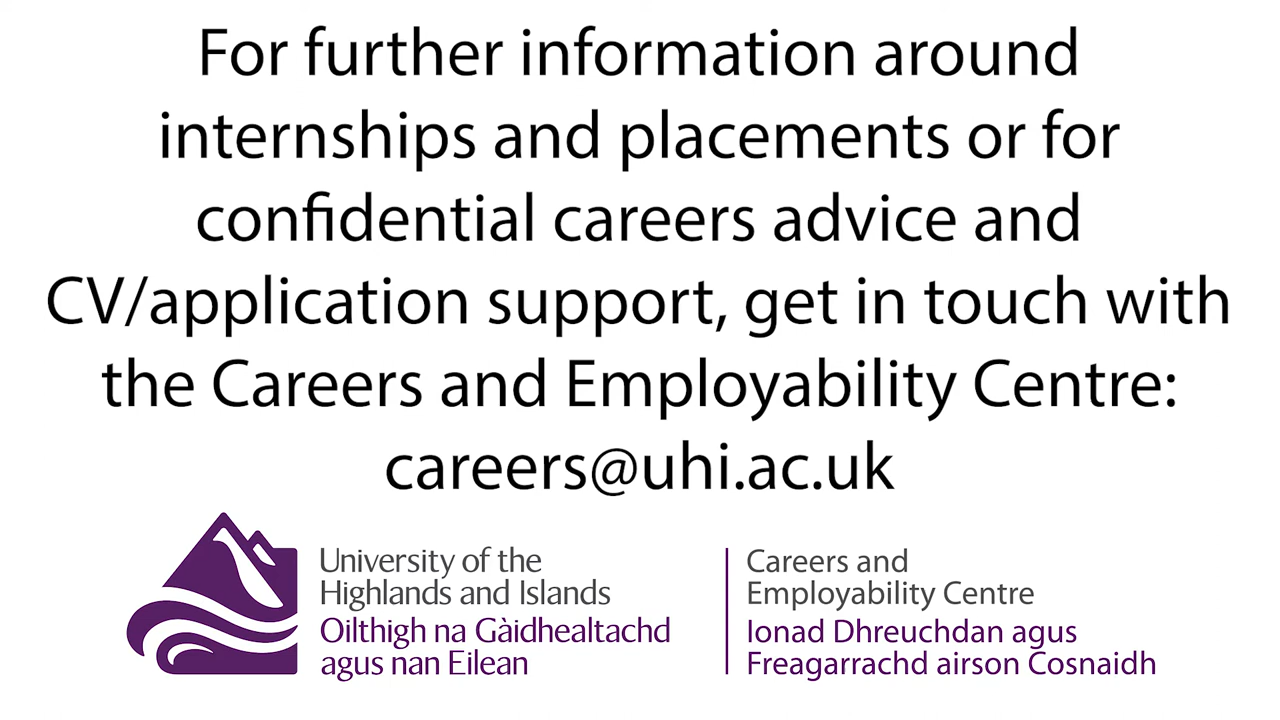 For further information around
internships and placements or for
confidential careers advice and
CV/application support, get in touch with
the Careers and Employability Centre:
careers@uhi.ac.uk
University of the
Highlands and Islands
Oilthigh na Gàidhealtachd
agus nan Eilean
Careers and
Employability Centre
Ionad Dhreuchdan agus
Freagarrachd airson Cosnaidh